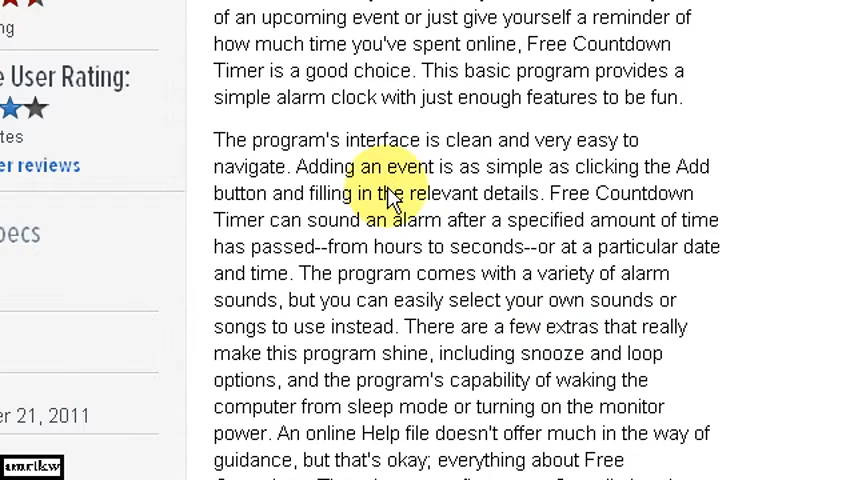 ng
e User Rating:
tes
er reviews
pecs
er 21, 2011
of an upcoming event or just give yourself a reminder of
how much time you've spent online, Free Countdown
Timer is a good choice. This basic program provides a
simple alarm clock with just enough features to be fun.
The program's interface is clean and very easy to
navigate. Adding an event is as simple as clicking the Add
button and filling in the relevant details. Free Countdown
Timer can sound an alarm after a specified amount of time
has passed--from hours to seconds--or at a particular date
and time. The program comes with a variety of alarm
sounds, but you can easily select your own sounds or
songs to use instead. There are a few extras that really
make this program shine, including snooze and loop
options, and the program's capability of waking the
computer from sleep mode or turning on the monitor
power. An online Help file doesn't offer much in the way of
guidance, but that's okay; everything about Free